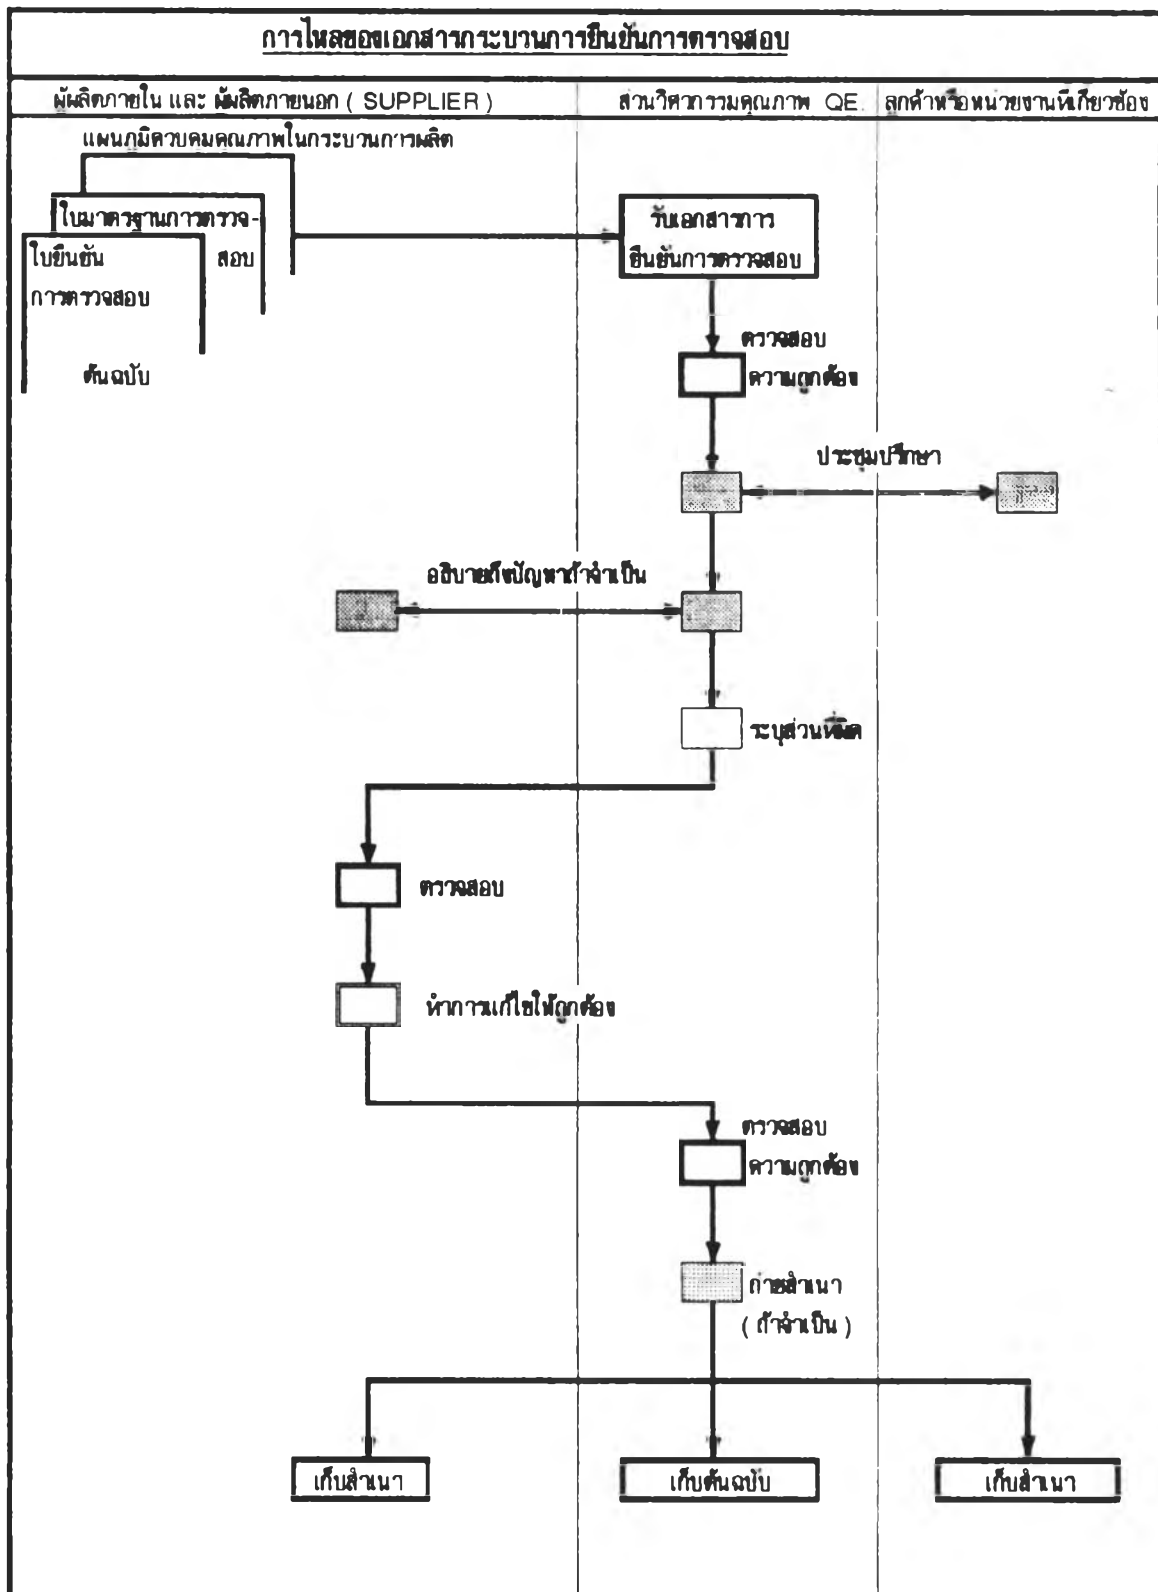 การไหลของเอกสารกระบวนการยืนยันการตรวจสอบ
ผู้ผลิตภายใน และ ผู้ผลิตภายนอก ( SUPPLIER )
ส่วนวิศวกรรมคุณภาพ QE.
ลูกค้าหรือหน่วยงานที่เกี่ยวข้อง
แผนภูมิควบคุมคุณภาพในกระบวนการผลิต
ใบมาตรฐานการตรวจ-
สอบ
ใบยืนยัน
การตรวจสอบ
ต้นฉบับ
รับเอกสารการ
ยืนยันการตรวจสอบ
ตรวจสอบ
ความถูกต้อง
ประชุมปรึกษา
อธิบายถึงปัญหาถ้าจำเป็น
ระบุส่วนที่ผิด
ตรวจสอบ
ทำการแก้ไขให้ถูกต้อง
ตรวจสอบ
ความถูกต้อง
ถ่ายสำเนา
( ถ้าจำเป็น )
เก็บสำเนา
เก็บต้นฉบับ
เก็บสำเนา